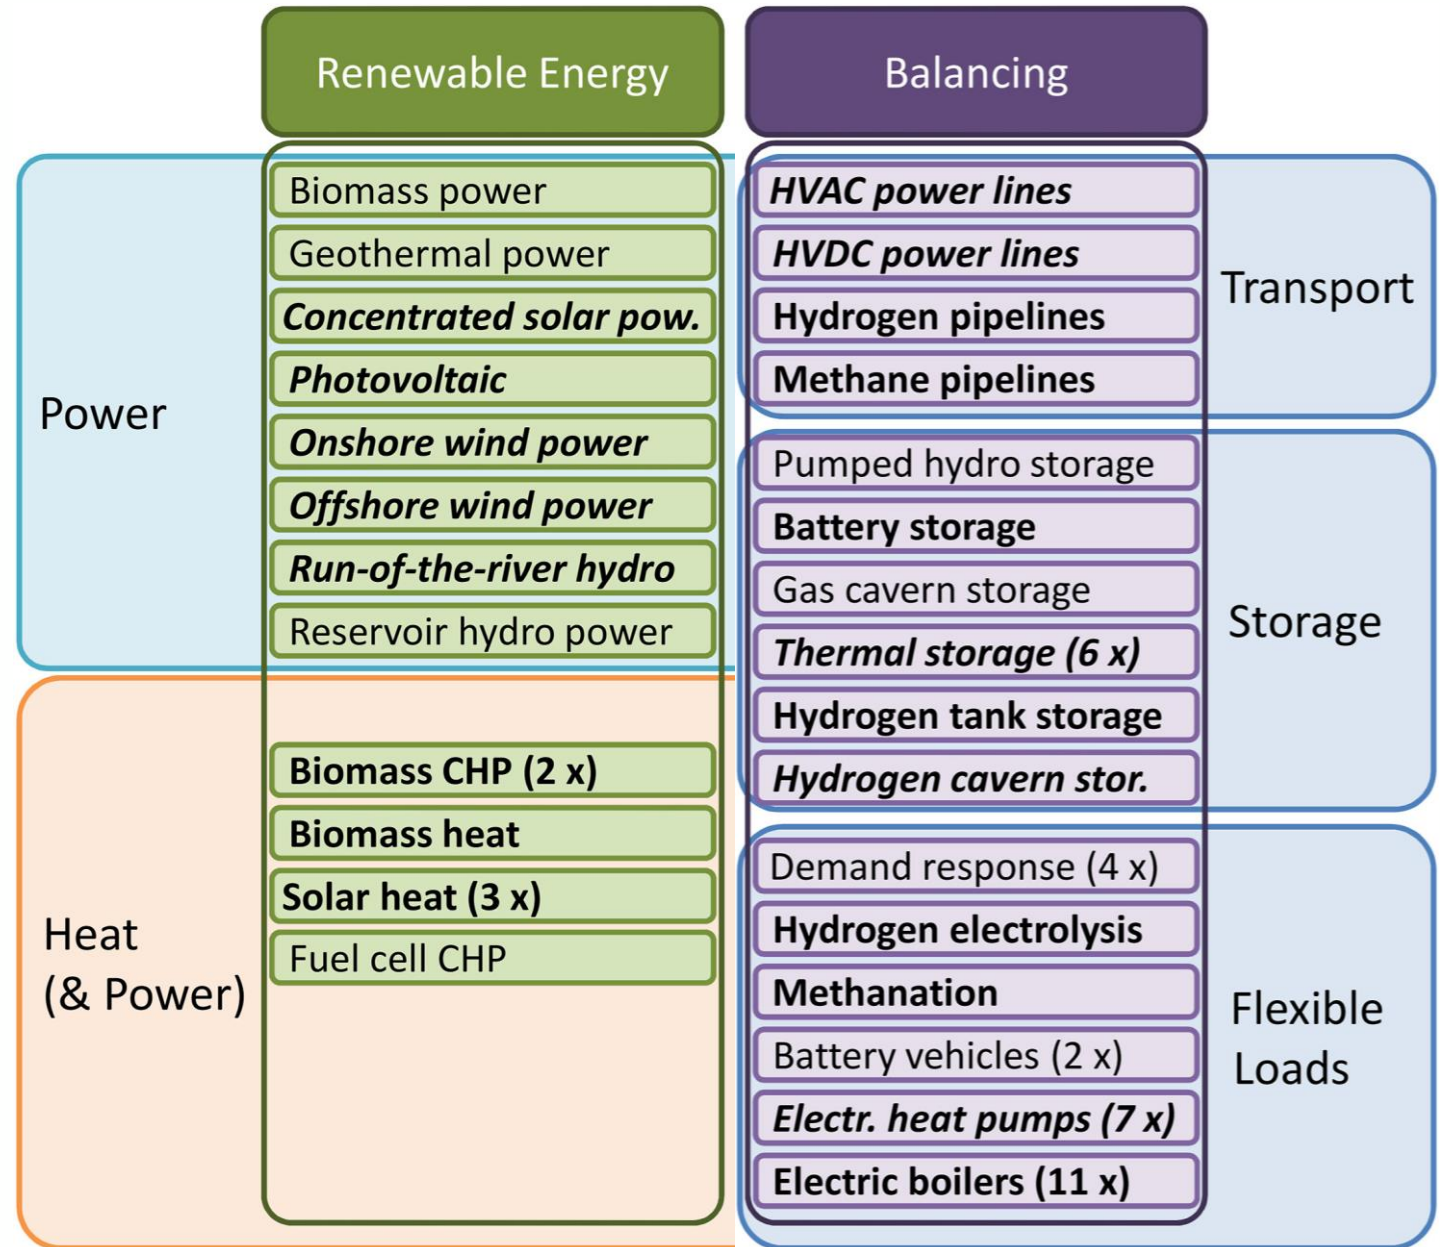 Renewable Energy
Balancing
Power
Biomass power
Geothermal power
Concentrated solar pow.
Photovoltaic
Onshore wind power
Offshore wind power
Run-of-the-river hydro
Reservoir hydro power
Heat
(& Power)
Biomass CHP (2 x)
Biomass heat
Solar heat (3 x)
Fuel cell CHP
HVAC power lines
HVDC power lines
Hydrogen pipelines
Methane pipelines
Transport
Pumped hydro storage
Battery storage
Gas cavern storage
Thermal storage (6 x)
Hydrogen tank storage
Hydrogen cavern stor.
Storage
Demand response (4 x)
Hydrogen electrolysis
Methanation
Battery vehicles (2 x)
Electr. heat pumps (7 x)
Electric boilers (11 x)
Flexible
Loads